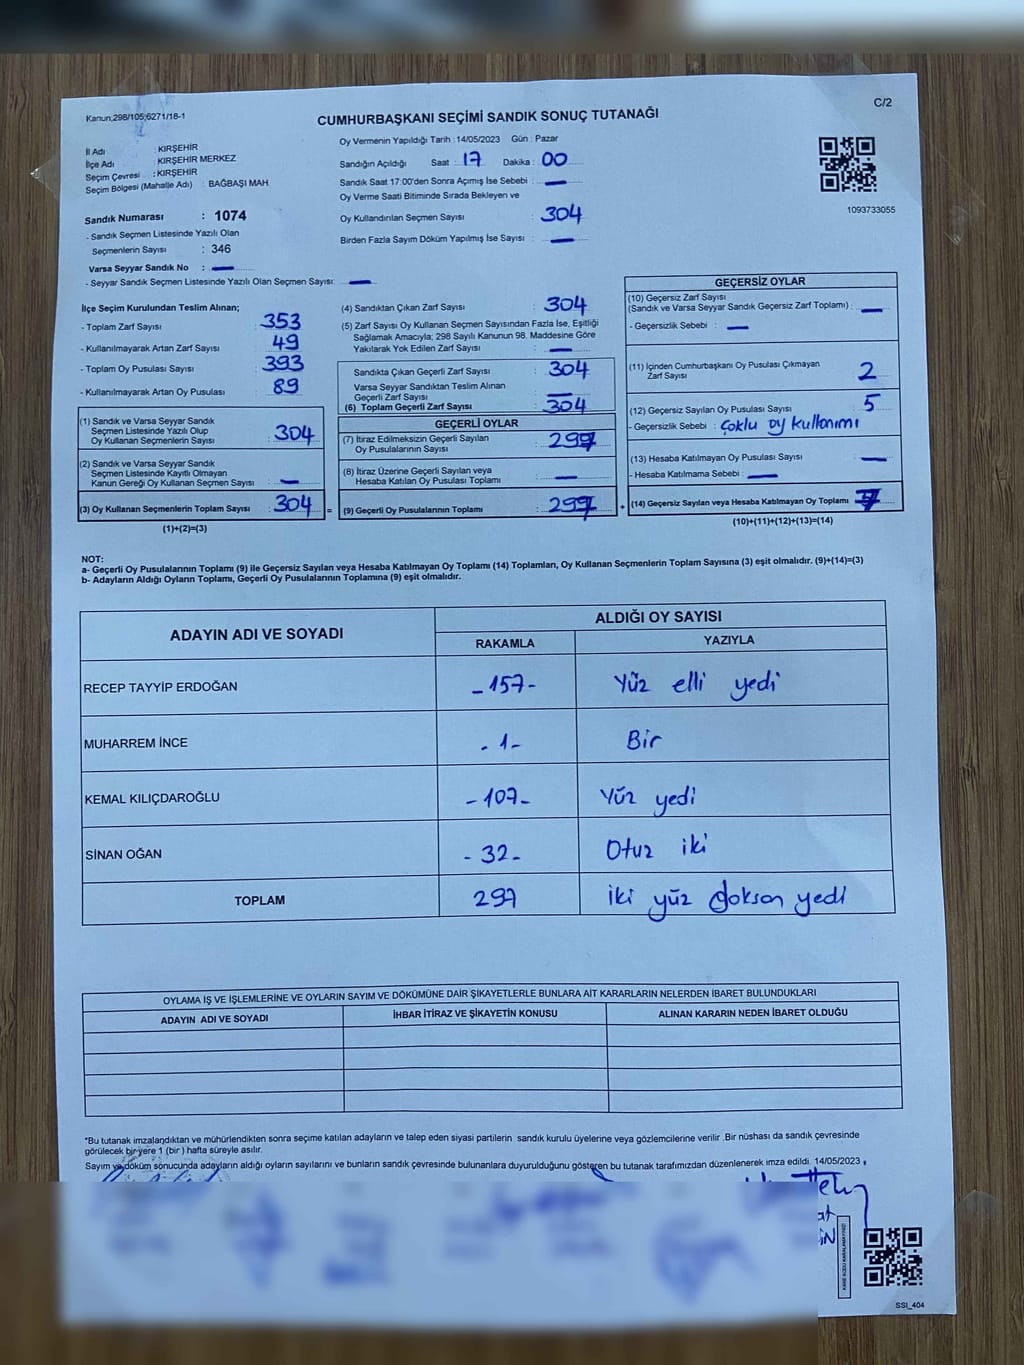 Kanun;298/105;6271/18-1
C/2
CUMHURBAŞKANI SEÇİMİ SANDIK SONUÇ TUTANAĞI
Oy Vermenin Yapıldığı Tarih :14/05/2023 Gün : Pazar
İl Adı : KIRŞEHİR
İlçe Adı : KIRŞEHİR MERKEZ
Seçim Çevresi : KIRŞEHİR
Seçim Bölgesi (Mahalle Adı) : BAĞBAŞI MAH
Sandığın Açıldığı Saat : 17 Dakika : 00
Sandık Saat 17:00'den Sonra Açımış İse Sebebi : —
Oy Verme Saati Bitiminde Sırada Bekleyen ve
Oy Kullandırılan Seçmen Sayısı : 304
Birden Fazla Sayım Döküm Yapılmış İse Sayısı : —
1093733055
Sandık Numarası : 1074
- Sandık Seçmen Listesinde Yazılı Olan
Seçmenlerin Sayısı : 346
Varsa Seyyar Sandık No : —
- Seyyar Sandık Seçmen Listesinde Yazılı Olan Seçmen Sayısı: —
İlçe Seçim Kurulundan Teslim Alınan;
- Toplam Zarf Sayısı : 353
- Kullanılmayarak Artan Zarf Sayısı : 49
- Toplam Oy Pusulası Sayısı : 393
- Kullanılmayarak Artan Oy Pusulası : 89
(1) Sandık ve Varsa Seyyar Sandık
Seçmen Listesinde Yazılı Olup
Oy Kullanan Seçmenlerin Sayısı : 304
(2) Sandık ve Varsa Seyyar Sandık
Seçmen Listesinde Kayıtlı Olmayan
Kanun Gereği Oy Kullanan Seçmen Sayısı : —
(3) Oy Kullanan Seçmenlerin Toplam Sayısı : 304 =
(1)+(2)=(3)
(4) Sandıktan Çıkan Zarf Sayısı : 304
(5) Zarf Sayısı Oy Kullanan Seçmen Sayısından Fazla İse, Eşitliği
Sağlamak Amacıyla; 298 Sayılı Kanunun 98. Maddesine Göre
Yakılarak Yok Edilen Zarf Sayısı : —
Sandıkta Çıkan Geçerli Zarf Sayısı : 304
Varsa Seyyar Sandıktan Teslim Alınan
Geçerli Zarf Sayısı : —
(6) Toplam Geçerli Zarf Sayısı : 304
GEÇERLİ OYLAR
(7) İtiraz Edilmeksizin Geçerli Sayılan
Oy Pusulalarının Sayısı : 297
(8) İtiraz Üzerine Geçerli Sayılan veya
Hesaba Katılan Oy Pusulası Toplamı : —
(9) Geçerli Oy Pusulalarının Toplamı : 297 +
GEÇERSİZ OYLAR
(10) Geçersiz Zarf Sayısı
(Sandık ve Varsa Seyyar Sandık Geçersiz Zarf Toplamı) : —
- Geçersizlik Sebebi : —
(11) İçinden Cumhurbaşkanı Oy Pusulası Çıkmayan
Zarf Sayısı : 2
(12) Geçersiz Sayılan Oy Pusulası Sayısı : 5
- Geçersizlik Sebebi : Çoklu oy kullanımı
(13) Hesaba Katılmayan Oy Pusulası Sayısı : —
- Hesaba Katılmama Sebebi : —
(14) Geçersiz Sayılan veya Hesaba Katılmayan Oy Toplamı : 7
(10)+(11)+(12)+(13)=(14)
NOT:
a- Geçerli Oy Pusulalarının Toplamı (9) ile Geçersiz Sayılan veya Hesaba Katılmayan Oy Toplamı (14) Toplamları, Oy Kullanan Seçmenlerin Toplam Sayısına (3) eşit olmalıdır. (9)+(14)=(3)
b- Adayların Aldığı Oyların Toplamı, Geçerli Oy Pusulalarının Toplamına (9) eşit olmalıdır.
ADAYIN ADI VE SOYADI
ALDIĞI OY SAYISI
RAKAMLA YAZIYLA
RECEP TAYYİP ERDOĞAN -157- Yüz elli yedi
MUHARREM İNCE -1- Bir
KEMAL KILIÇDAROĞLU -107- Yüz yedi
SİNAN OĞAN -32- Otuz iki
TOPLAM 297 İki yüz doksan yedi
OYLAMA İŞ VE İŞLEMLERİNE VE OYLARIN SAYIM VE DÖKÜMÜNE DAİR ŞİKAYETLERLE BUNLARA AİT KARARLARIN NELERDEN İBARET BULUNDUKLARI
ADAYIN ADI VE SOYADI İHBAR İTİRAZ VE ŞİKAYETİN KONUSU ALINAN KARARIN NEDEN İBARET OLDUĞU
*Bu tutanak imzalandıktan ve mühürlendikten sonra seçime katılan adayların ve talep eden siyasi partilerin sandık kurulu üyelerine veya gözlemcilerine verilir .Bir nüshası da sandık çevresinde
görülecek bir yere 1 (bir ) hafta süreyle asılır.
Sayım ve döküm sonucunda adayların aldığı oyların sayılarını ve bunların sandık çevresinde bulunanlara duyurulduğunu gösteren bu tutanak tarafımızdan düzenlenerek imza edildi. 14/05/2023
SSI_404